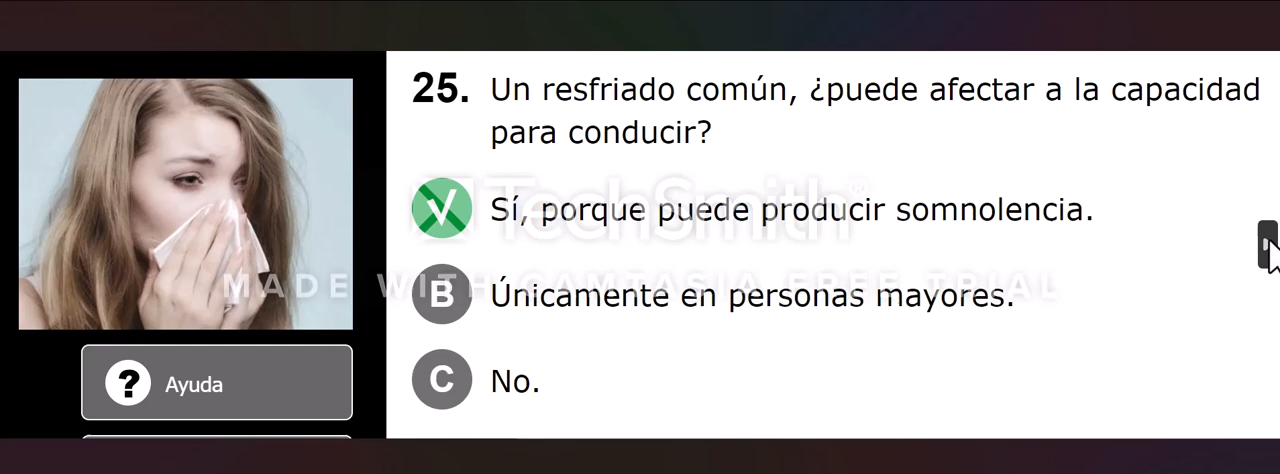 25. Un resfriado común, ¿puede afectar a la capacidad
para conducir?
Sí, porque puede producir somnolencia.
TechSmith®
MADE WITH CAMTASIA FREE TRIAL
B Únicamente en personas mayores.
? Ayuda
C No.